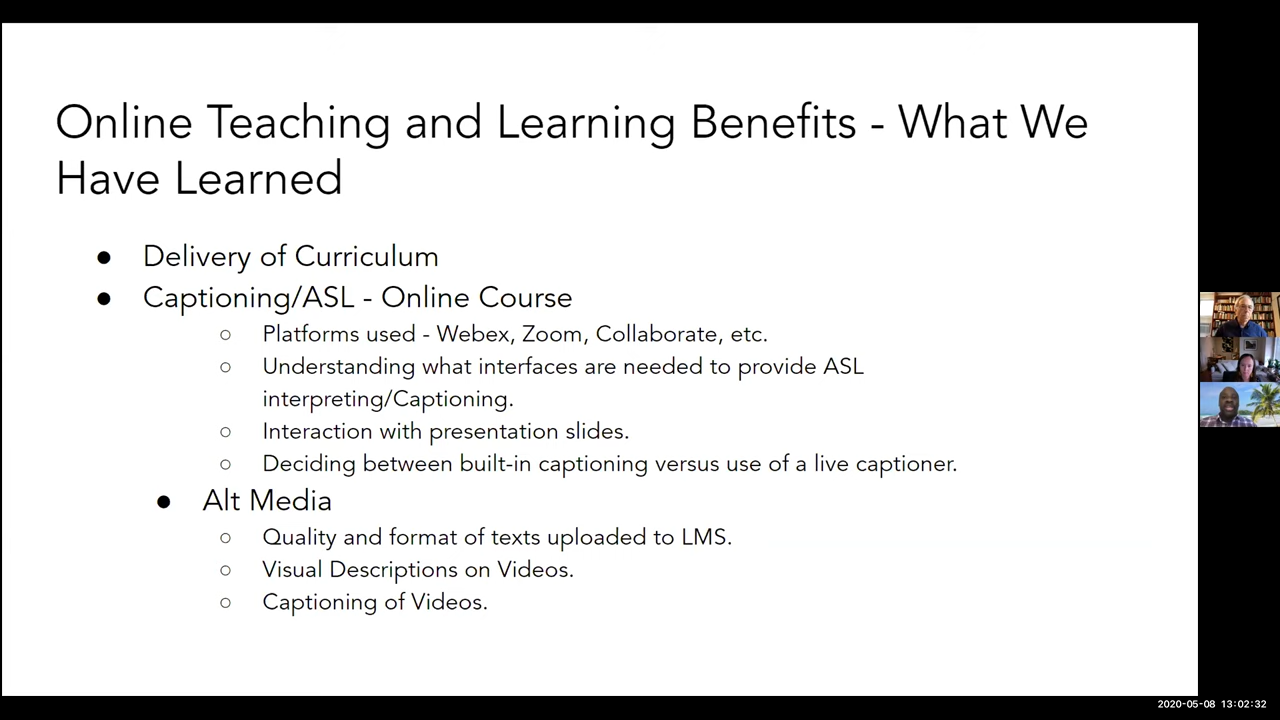 Online Teaching and Learning Benefits - What We
Have Learned
● Delivery of Curriculum
● Captioning/ASL - Online Course
○ Platforms used - Webex, Zoom, Collaborate, etc.
○ Understanding what interfaces are needed to provide ASL
interpreting/Captioning.
○ Interaction with presentation slides.
○ Deciding between built-in captioning versus use of a live captioner.
● Alt Media
○ Quality and format of texts uploaded to LMS.
○ Visual Descriptions on Videos.
○ Captioning of Videos.
2020-05-08 13:02:32